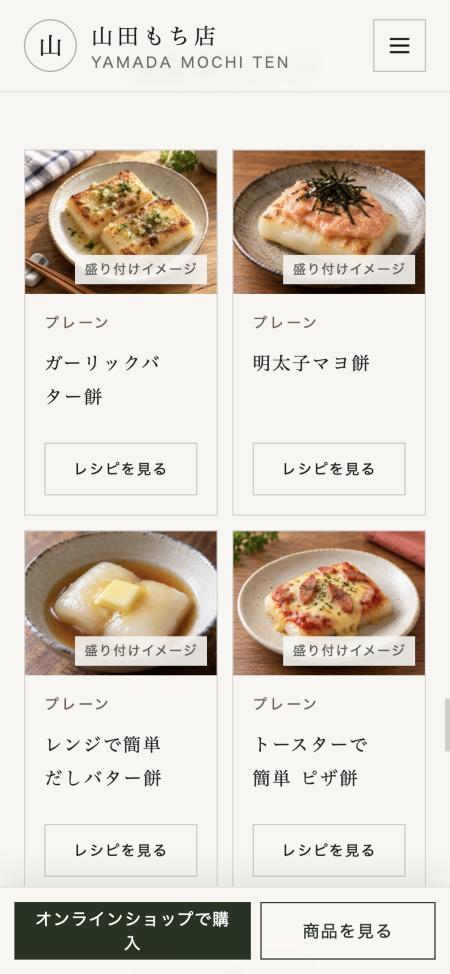 山
山田もち店
YAMADA MOCHI TEN
盛り付けイメージ
盛り付けイメージ
プレーン
プレーン
ガーリックバ
ター餅
明太子マヨ餅
レシピを見る
レシピを見る
盛り付けイメージ
盛り付けイメージ
プレーン
プレーン
レンジで簡単
だしバター餅
トースターで
簡単 ピザ餅
レシピを見る
レシピを見る
オンラインショップで購
入
商品を見る